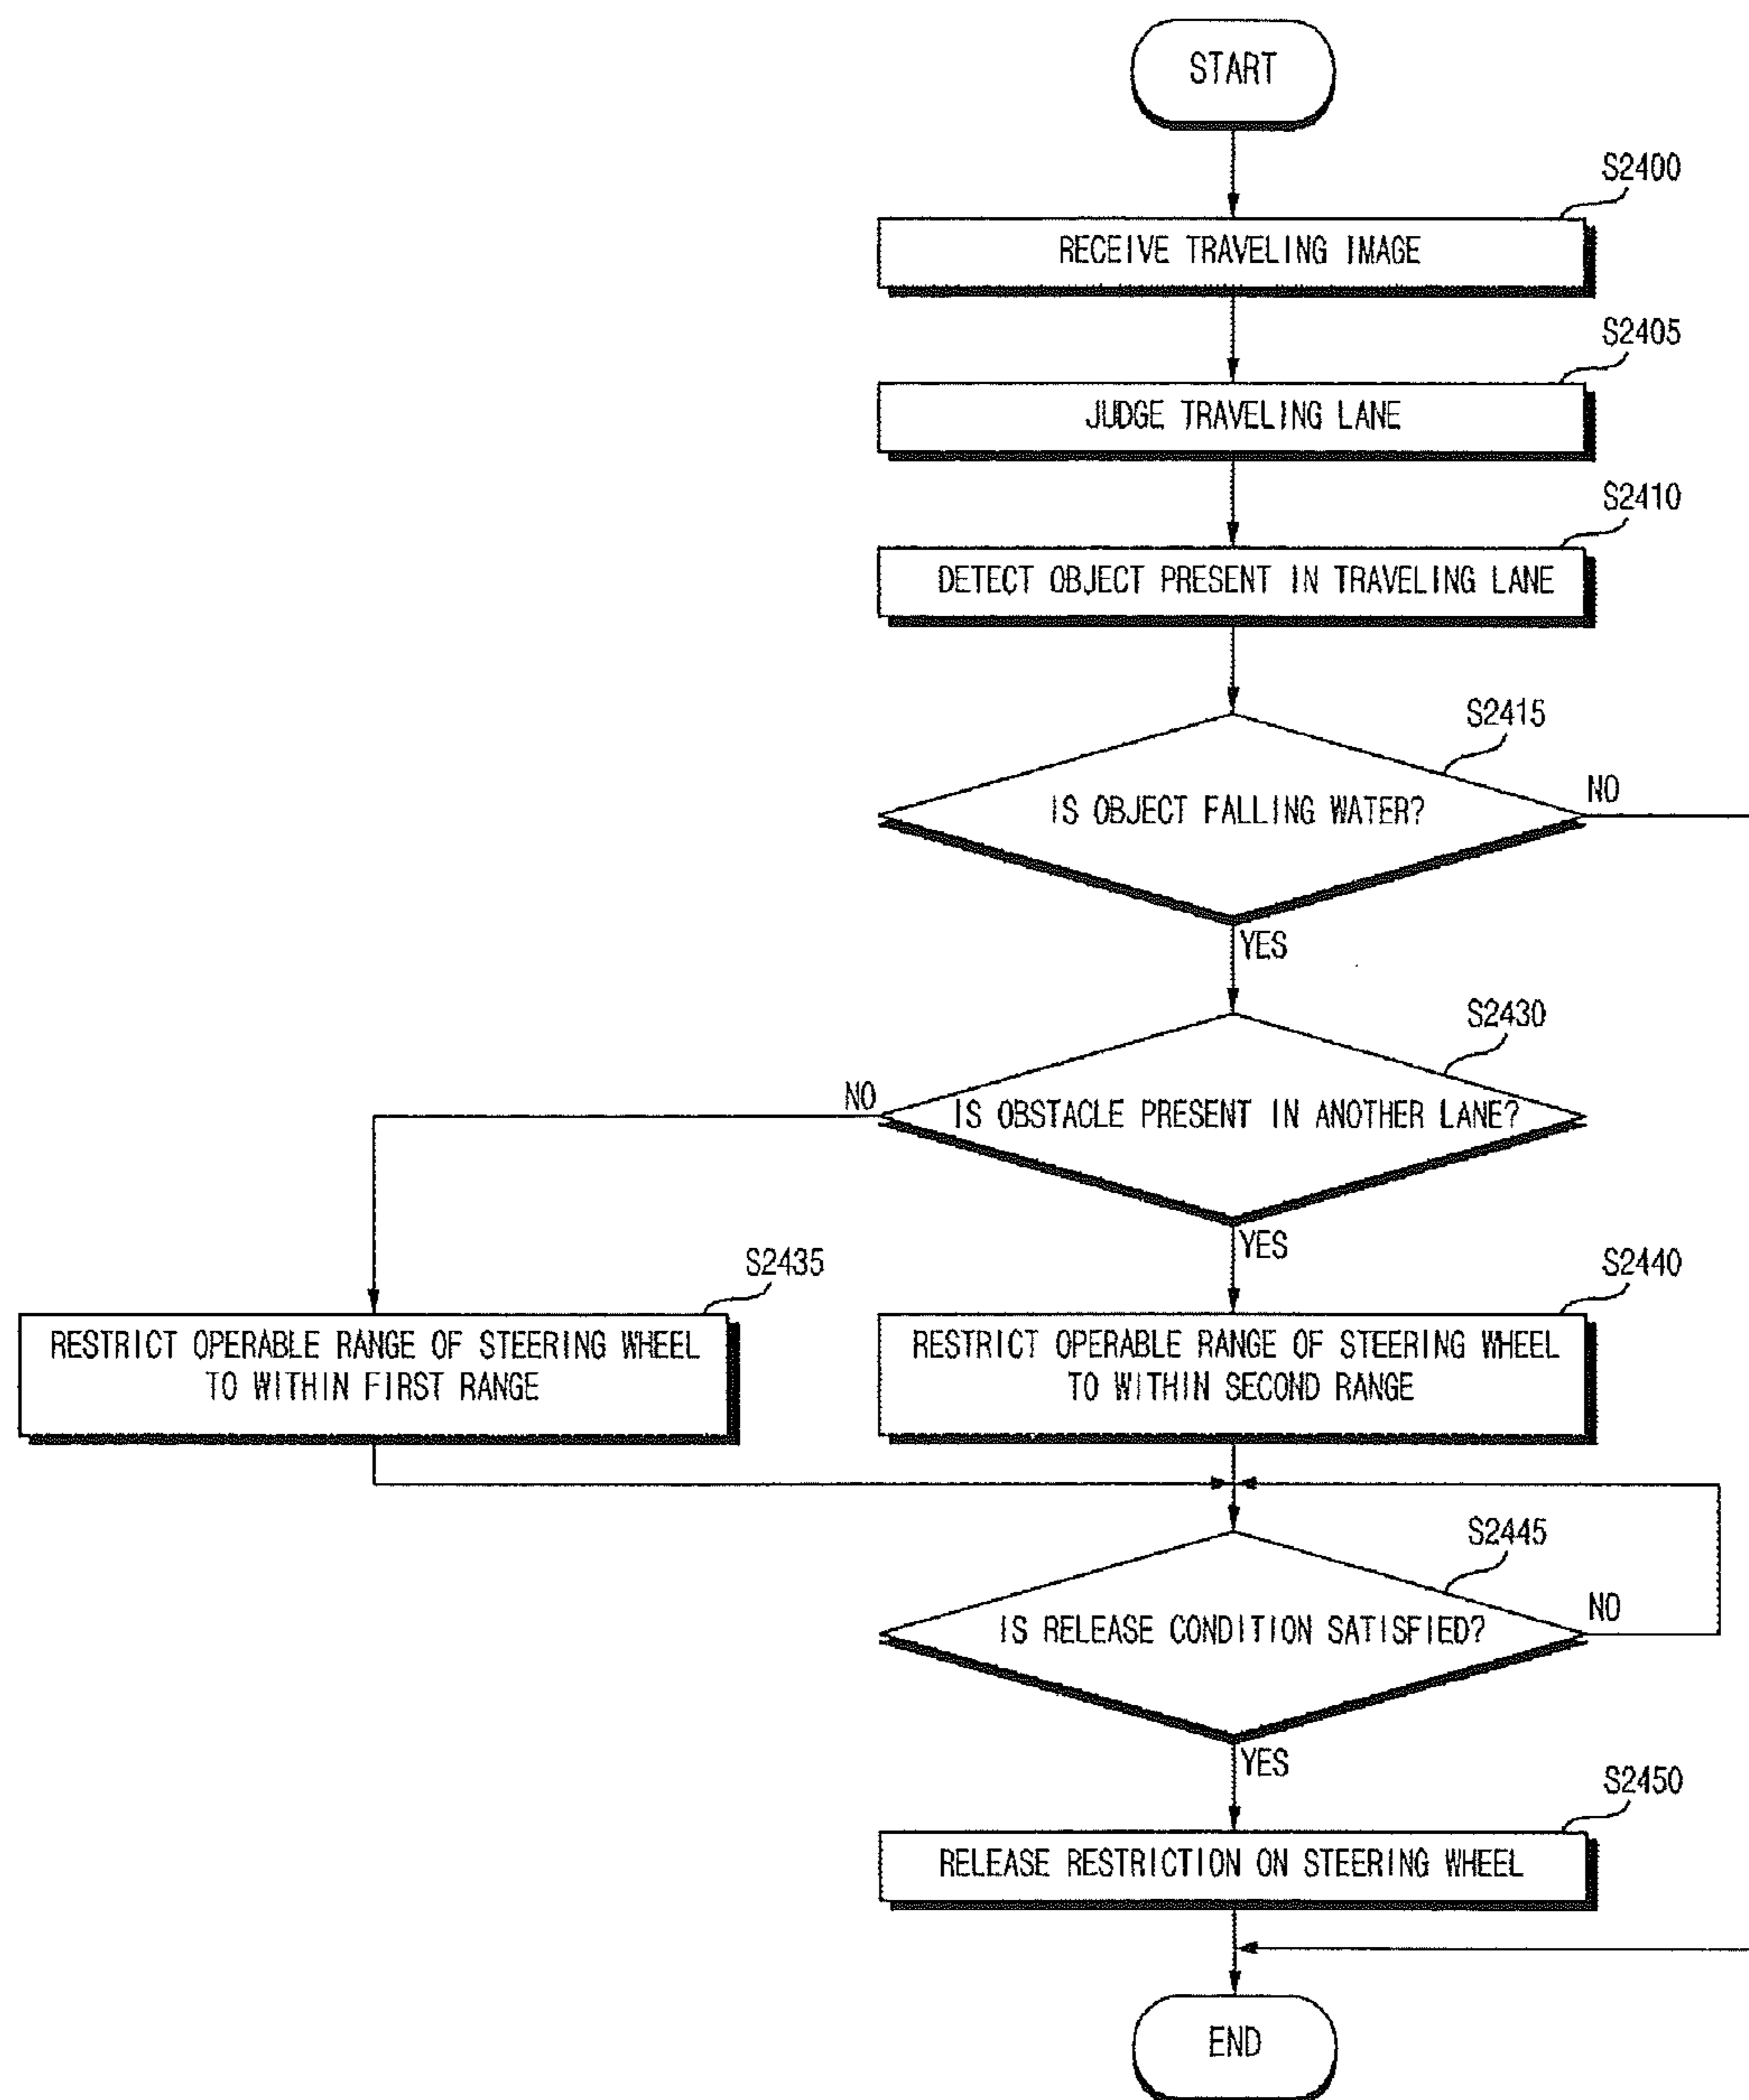 START
S2400
RECEIVE TRAVELING IMAGE
S2405
JUDGE TRAVELING LANE
S2410
DETECT OBJECT PRESENT IN TRAVELING LANE
S2415
IS OBJECT FALLING WATER?
NO
YES
S2430
IS OBSTACLE PRESENT IN ANOTHER LANE?
NO
YES
S2435
RESTRICT OPERABLE RANGE OF STEERING WHEEL
TO WITHIN FIRST RANGE
S2440
RESTRICT OPERABLE RANGE OF STEERING WHEEL
TO WITHIN SECOND RANGE
S2445
IS RELEASE CONDITION SATISFIED?
NO
YES
S2450
RELEASE RESTRICTION ON STEERING WHEEL
END